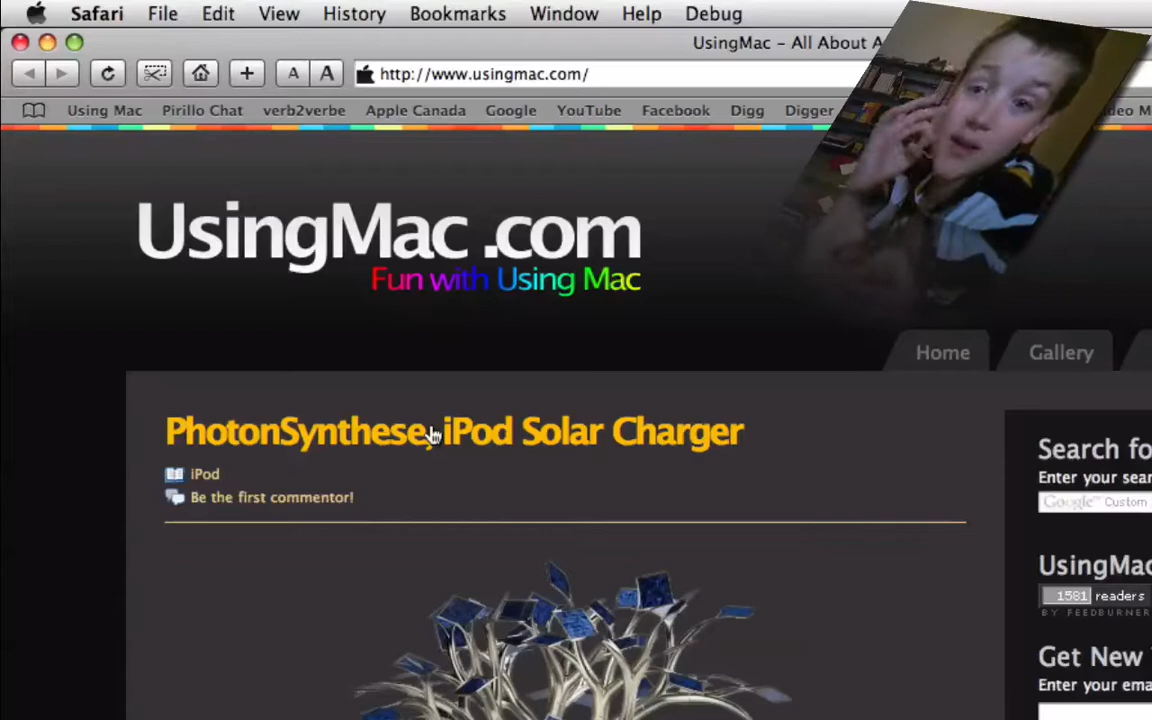 Safari File Edit View History Bookmarks Window Help Debug
UsingMac - All About A
A A http://www.usingmac.com/
Using Mac Pirillo Chat verb2verbe Apple Canada Google YouTube Facebook Digg Digger deo M
UsingMac .com
Fun with Using Mac
Home Gallery
PhotonSynthese, iPod Solar Charger
iPod
Be the first commentor!
Search fo
Enter your sear
Google™ Custom
UsingMac
1581 readers
BY FEEDBURNER
Get New
Enter your ema